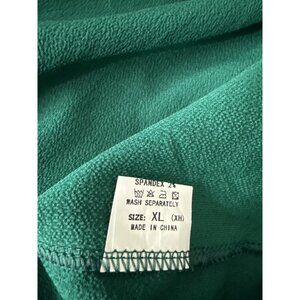 SPANDEX 2%
WASH SEPARATELY
SIZE: XL (XH)
MADE IN CHINA